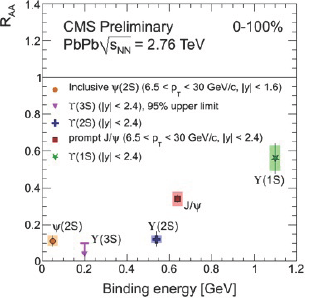 R_AA
1.4
1.2
1
0.8
0.6
0.4
0.2
0
CMS Preliminary
0-100%
PbPb √s_NN = 2.76 TeV
Inclusive ψ(2S) (6.5 < p_T < 30 GeV/c, |y| < 1.6)
ϒ(3S) (|y| < 2.4), 95% upper limit
ϒ(2S) (|y| < 2.4)
prompt J/ψ (6.5 < p_T < 30 GeV/c, |y| < 2.4)
ϒ(1S) (|y| < 2.4)
ϒ(1S)
J/ψ
ψ(2S)
ϒ(3S)
ϒ(2S)
0 0.2 0.4 0.6 0.8 1 1.2
Binding energy [GeV]